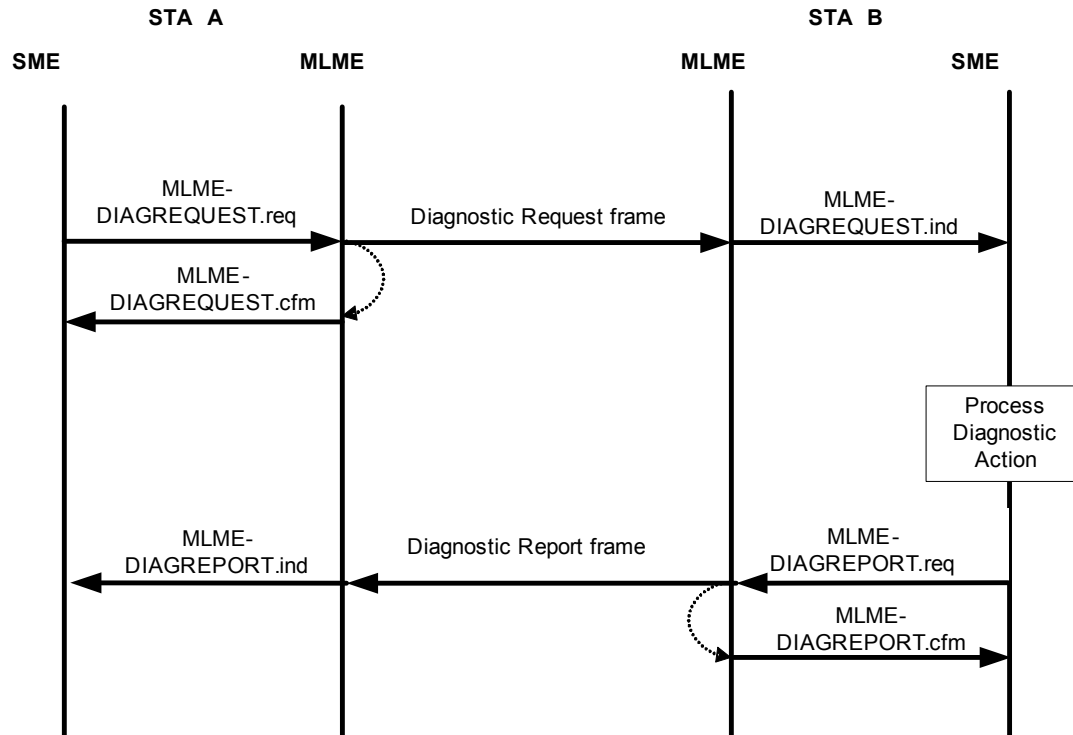 STA A
STA B
SME
MLME
MLME
SME
MLME-
DIAGREQUEST.req
Diagnostic Request frame
MLME-
DIAGREQUEST.ind
MLME-
DIAGREQUEST.cfm
Process
Diagnostic
Action
MLME-
DIAGREPORT.ind
Diagnostic Report frame
MLME-
DIAGREPORT.req
MLME-
DIAGREPORT.cfm